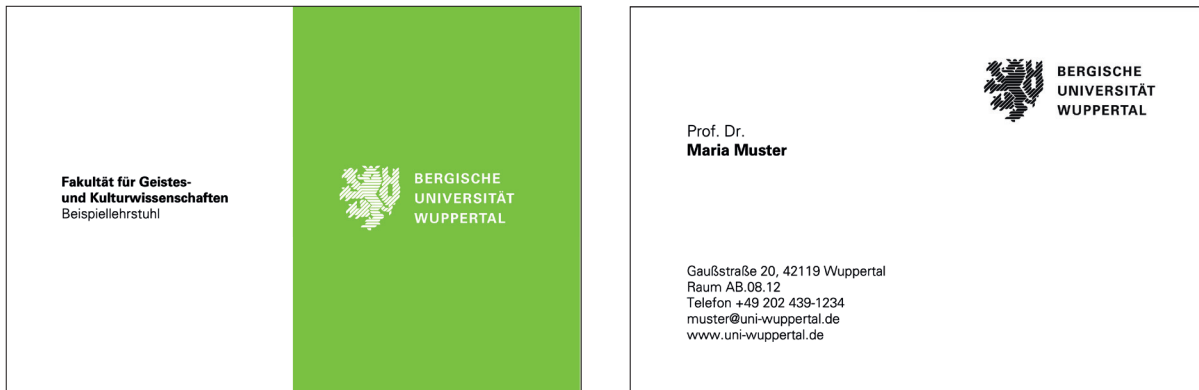 Fakultät für Geistes-
und Kulturwissenschaften
Beispiellehrstuhl
BERGISCHE
UNIVERSITÄT
WUPPERTAL
BERGISCHE
UNIVERSITÄT
WUPPERTAL
Prof. Dr.
Maria Muster
Gaußstraße 20, 42119 Wuppertal
Raum AB.08.12
Telefon +49 202 439-1234
muster@uni-wuppertal.de
www.uni-wuppertal.de